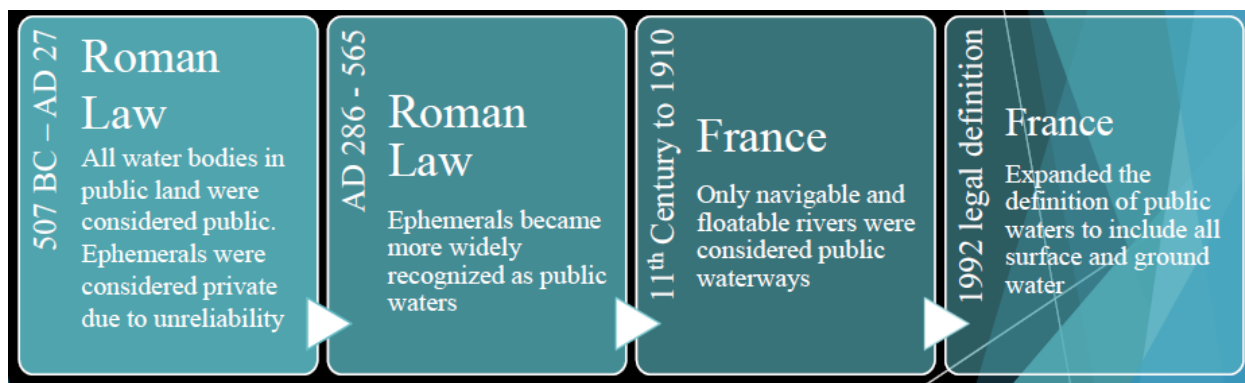 507 BC – AD 27
Roman
Law
All water bodies in
public land were
considered public.
Ephemerals were
considered private
due to unreliability
AD 286 - 565
Roman
Law
Ephemerals became
more widely
recognized as public
waters
11th Century to 1910
France
Only navigable and
floatable rivers were
considered public
waterways
1992 legal definition
France
Expanded the
definition of public
waters to include all
surface and ground
water